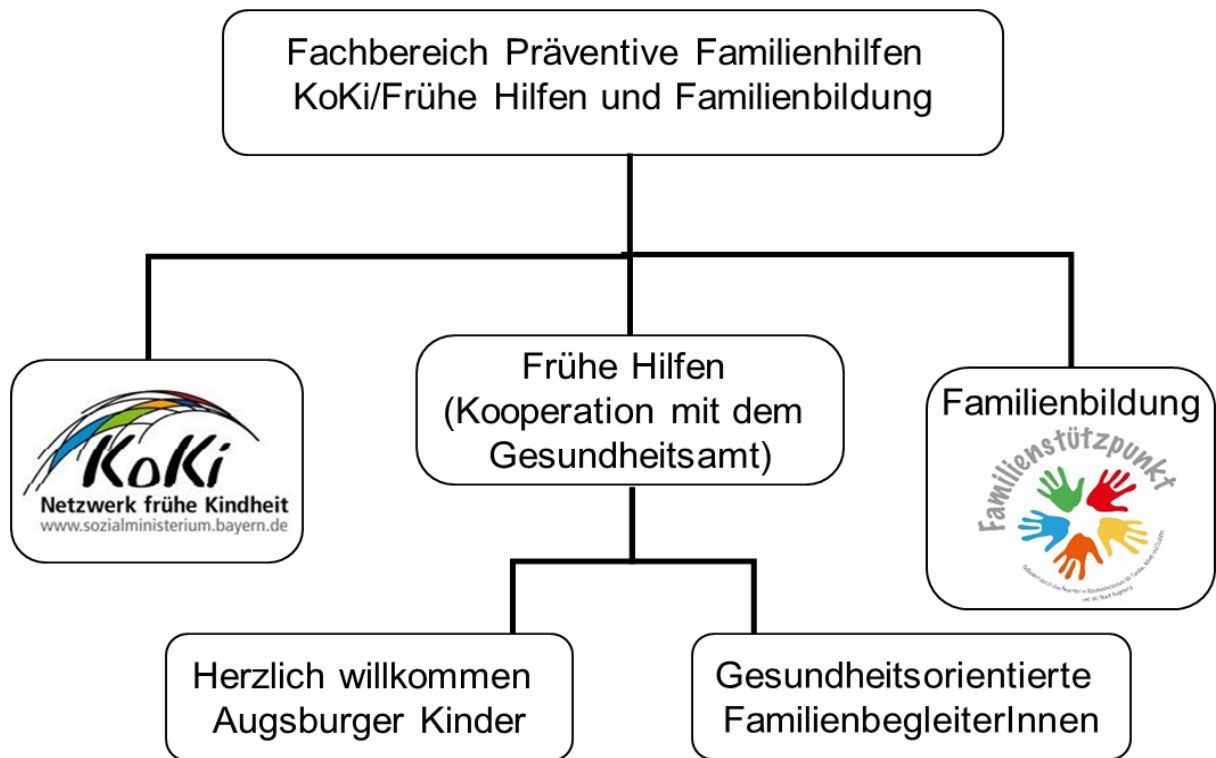 Fachbereich Präventive Familienhilfen
KoKi/Frühe Hilfen und Familienbildung
KoKi
Netzwerk frühe Kindheit
www.sozialministerium.bayern.de
Frühe Hilfen
(Kooperation mit dem
Gesundheitsamt)
Familienbildung
Familienstützpunkt
Herzlich willkommen
Augsburger Kinder
Gesundheitsorientierte
FamilienbegleiterInnen